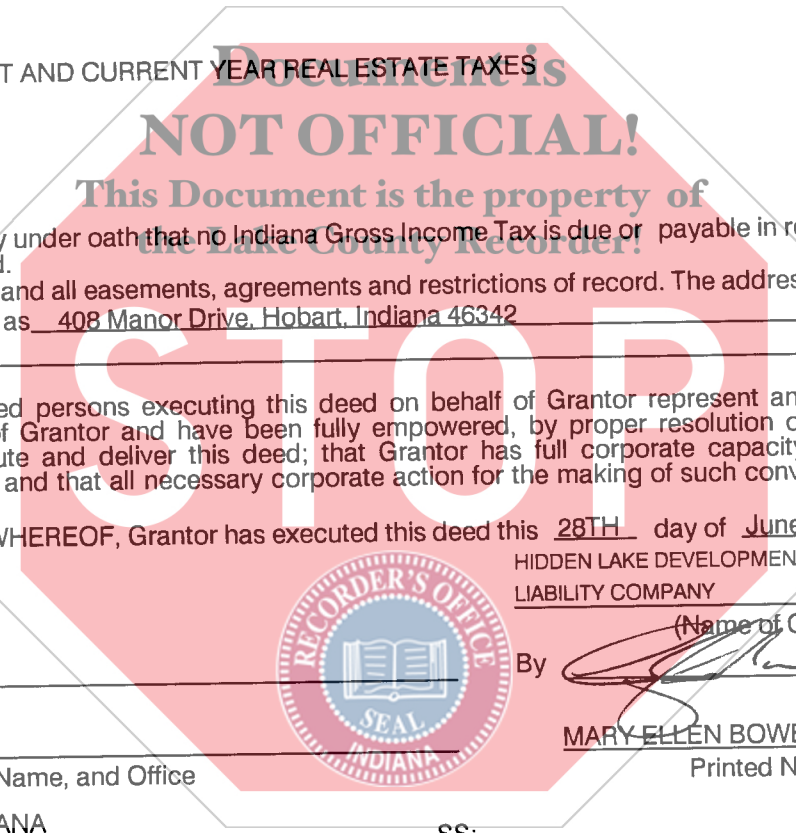 Document is
T AND CURRENT YEAR REAL ESTATE TAXES
NOT OFFICIAL!
This Document is the property of
the Lake County Recorder!
under oath that no Indiana Gross Income Tax is due or payable in
and all easements, agreements and restrictions of record. The addres
as 408 Manor Drive, Hobart, Indiana 46342
STOP
ed persons executing this deed on behalf of Grantor represent an
f Grantor and have been fully empowered, by proper resolution o
ute and deliver this deed; that Grantor has full corporate capacity
and that all necessary corporate action for the making of such conv
WHEREOF, Grantor has executed this deed this 28TH day of June
HIDDEN LAKE DEVELOPMEN
LIABILITY COMPANY
(Name of C
By
RECORDER'S OFFICE
SEAL
INDIANA
MARY ELLEN BOWE
Name, and Office
Printed N
ANA
SS: